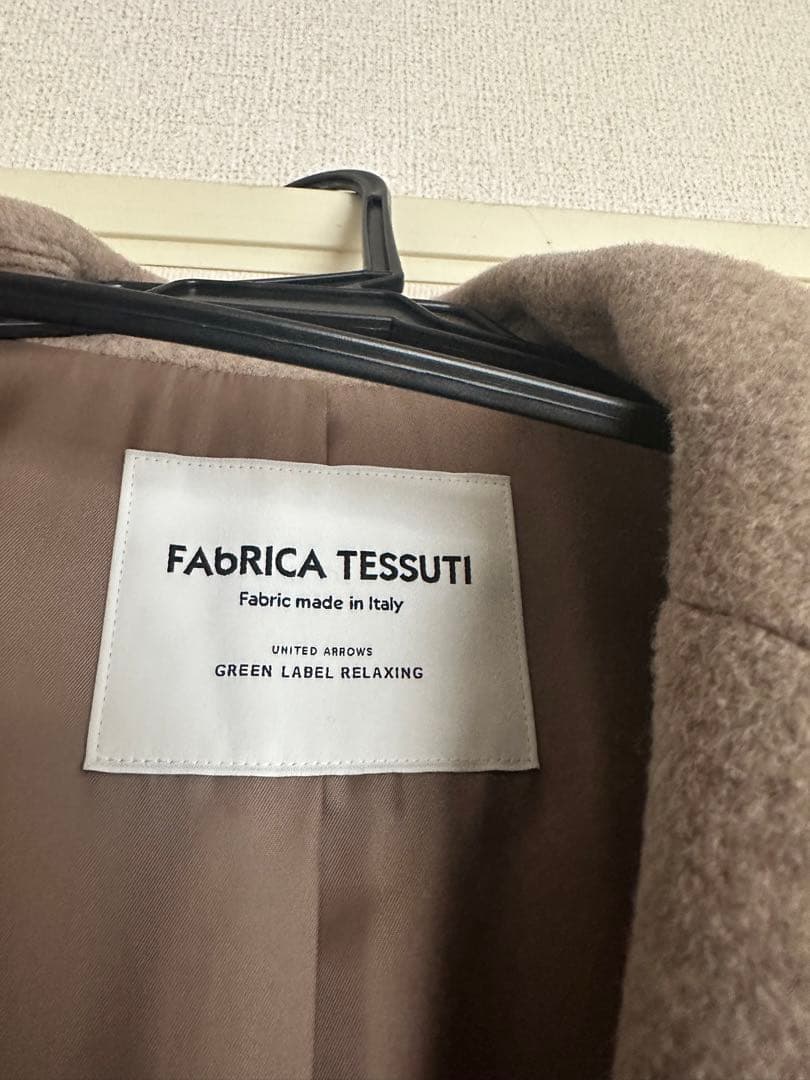 FAbRICA TESSUTI
Fabric made in Italy
UNITED ARROWS
GREEN LABEL RELAXING